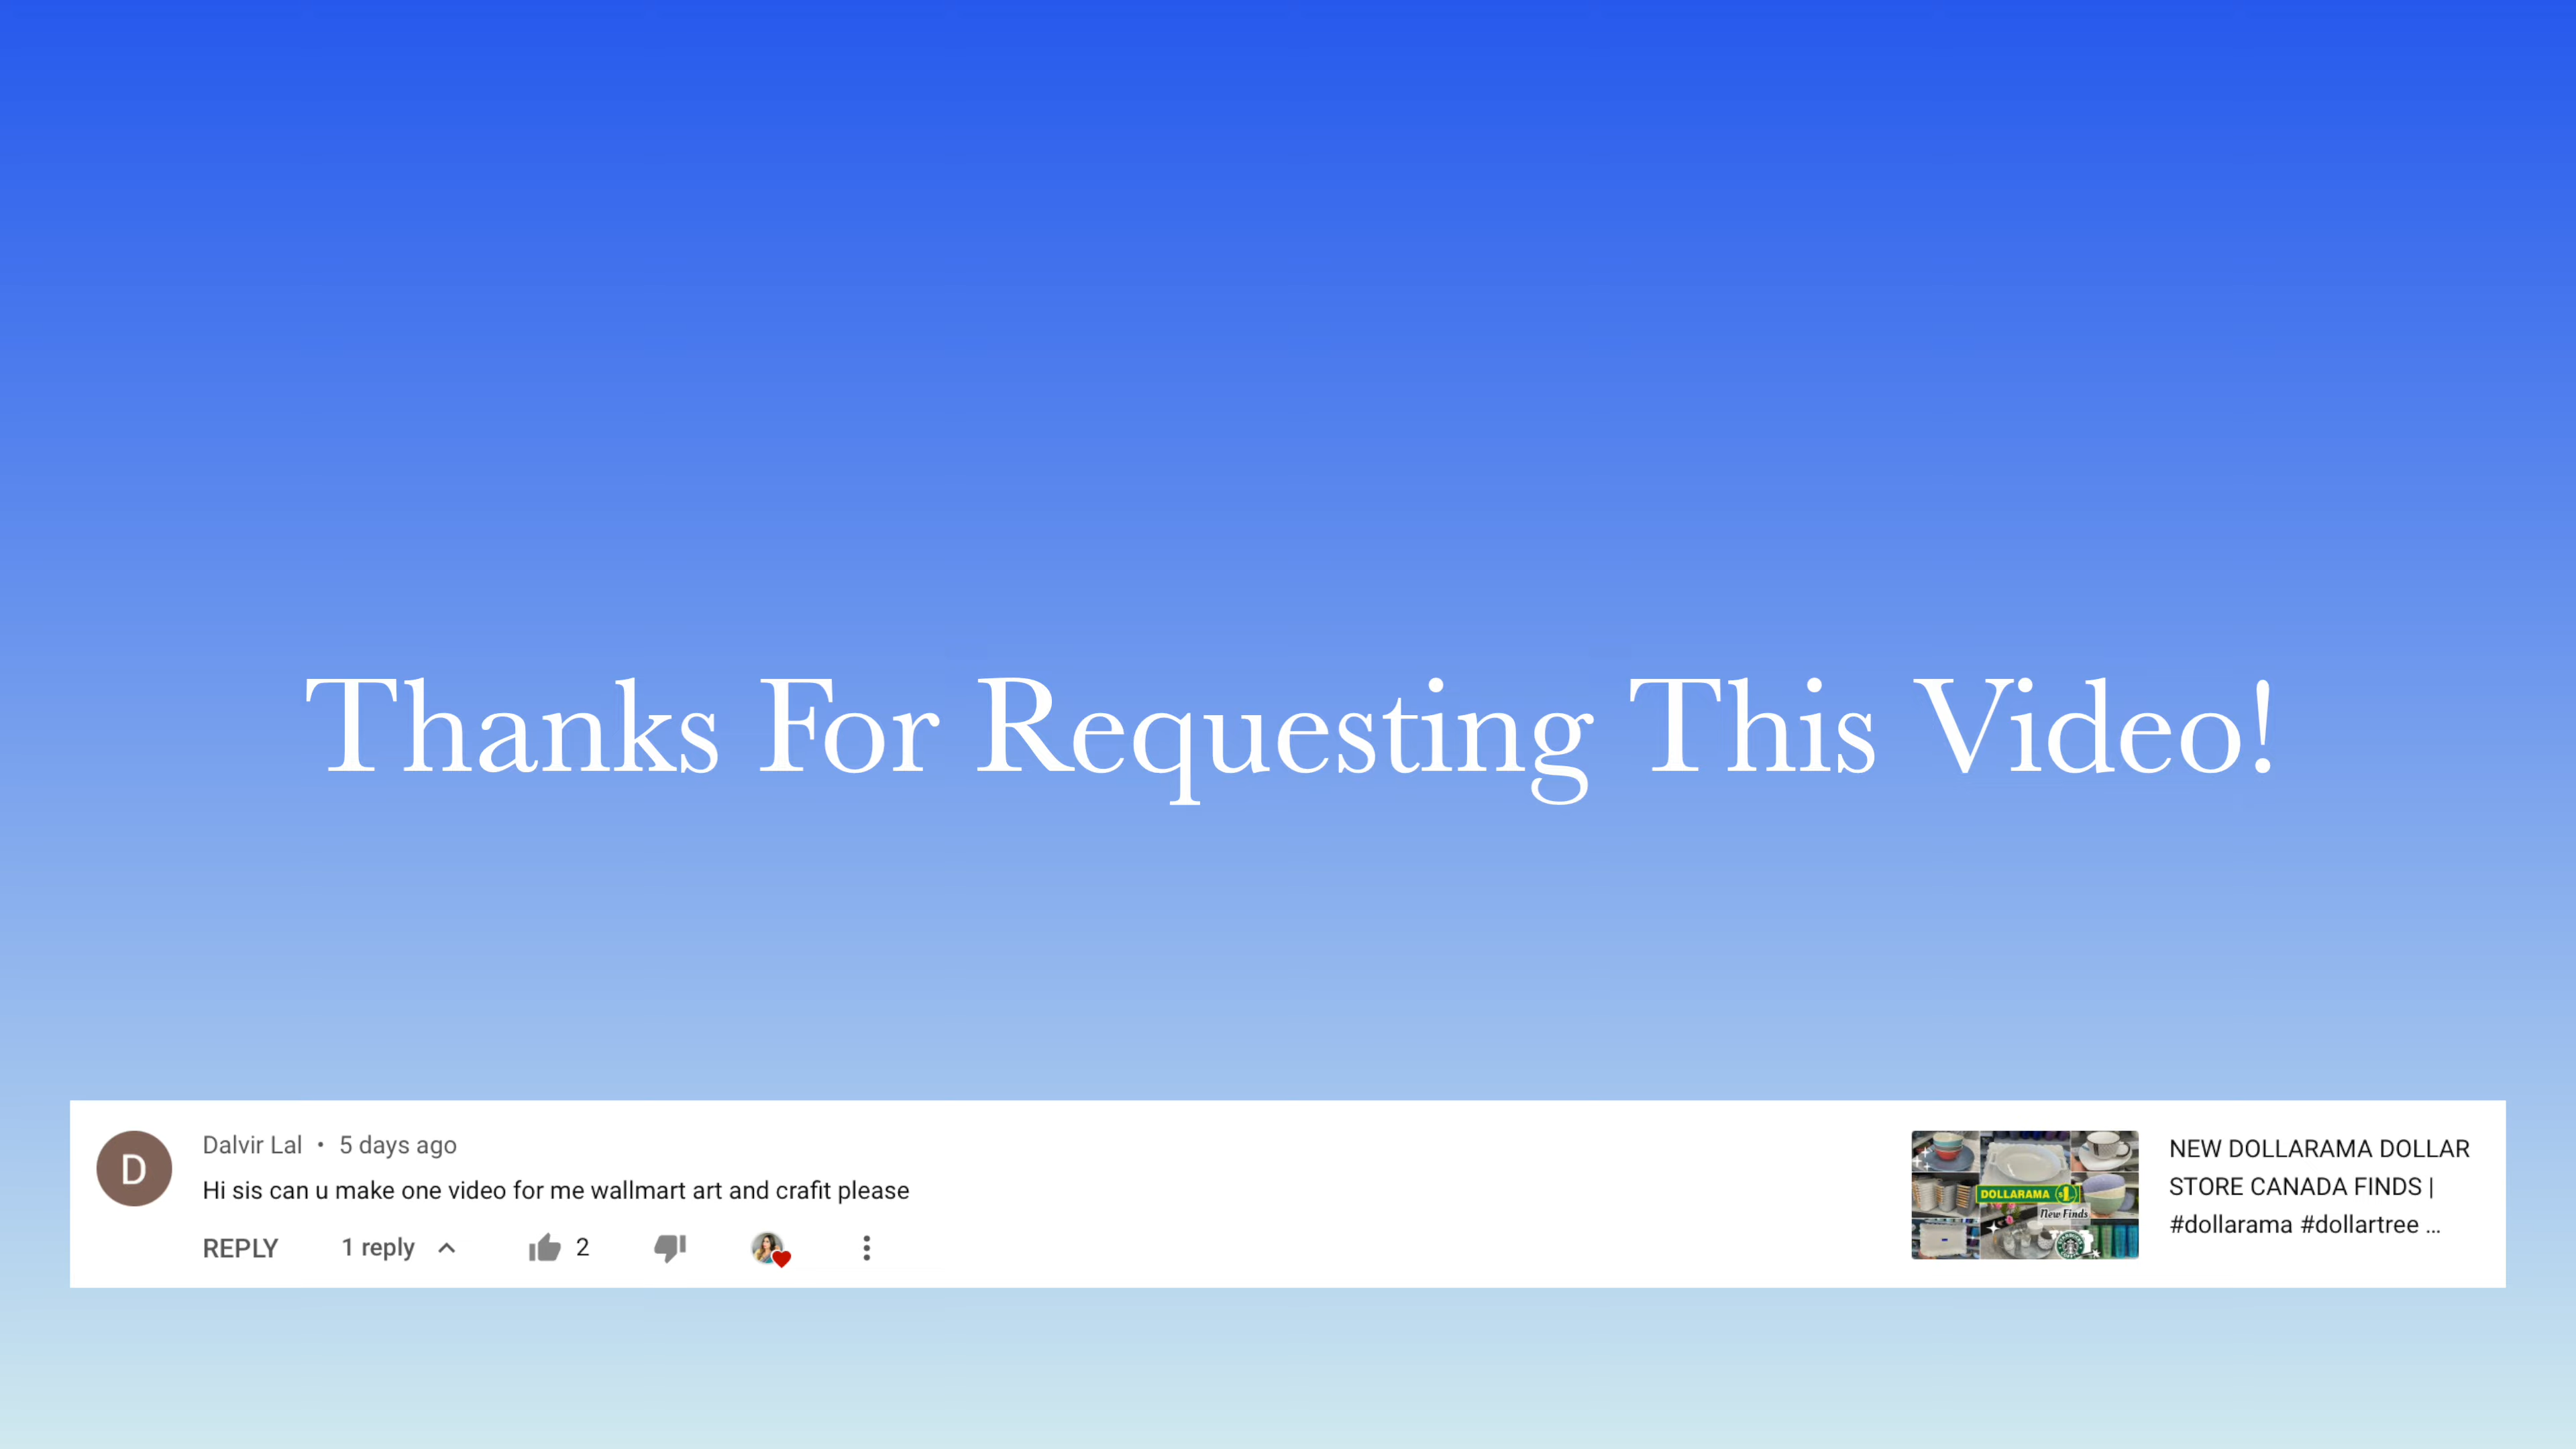 Thanks For Requesting This Video!
D
Dalvir Lal • 5 days ago
Hi sis can u make one video for me wallmart art and crafit please
REPLY 1 reply 2
DOLLARAMA $1
New Finds
NEW DOLLARAMA DOLLAR
STORE CANADA FINDS |
#dollarama #dollartree ...